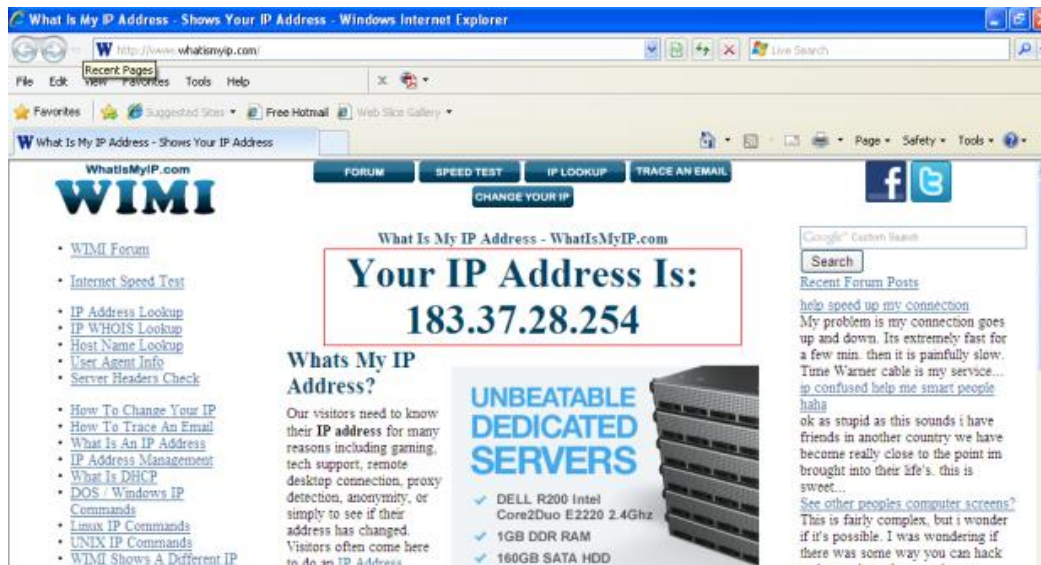 What Is My IP Address - Shows Your IP Address - Windows Internet Explorer
http://www.whatismyip.com/
Live Search
Recent Pages
File Edit View Favorites Tools Help
Favorites Suggested Sites Free Hotmail Web Slice Gallery
What Is My IP Address - Shows Your IP Address
Page Safety Tools
WhatIsMyIP.com
WIMI
FORUM SPEED TEST IP LOOKUP TRACE AN EMAIL
CHANGE YOUR IP
WIMI Forum
Internet Speed Test
IP Address Lookup
IP WHOIS Lookup
Host Name Lookup
User Agent Info
Server Headers Check
How To Change Your IP
How To Trace An Email
What Is An IP Address
IP Address Management
What Is DHCP
DOS / Windows IP
Commands
Linux IP Commands
UNIX IP Commands
WIMI Shows A Different IP
What Is My IP Address - WhatIsMyIP.com
Your IP Address Is:
183.37.28.254
Whats My IP
Address?
Our visitors need to know
their IP address for many
reasons including gaming,
tech support, remote
desktop connection, proxy
detection, anonymity, or
simply to see if their
address has changed.
Visitors often come here
to do an IP Address
UNBEATABLE
DEDICATED
SERVERS
DELL R200 Intel
Core2Duo E2220 2.4Ghz
1GB DDR RAM
160GB SATA HDD
Google Custom Search
Search
Recent Forum Posts
help speed up my connection
My problem is my connection goes
up and down. Its extremely fast for
a few min. then it is painfully slow.
Time Warner cable is my service...
ip confused help me smart people
haha
ok as stupid as this sounds i have
friends in another country we have
become really close to the point im
brought into their life's. this is
sweet...
See other peoples computer screens?
This is fairly complex, but i wonder
if it's possible. I was wondering if
there was some way you can hack